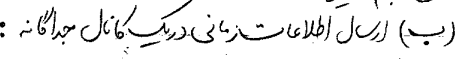 (ب) ارسال اطلاعات زمانی در یک کانال جداگانه :